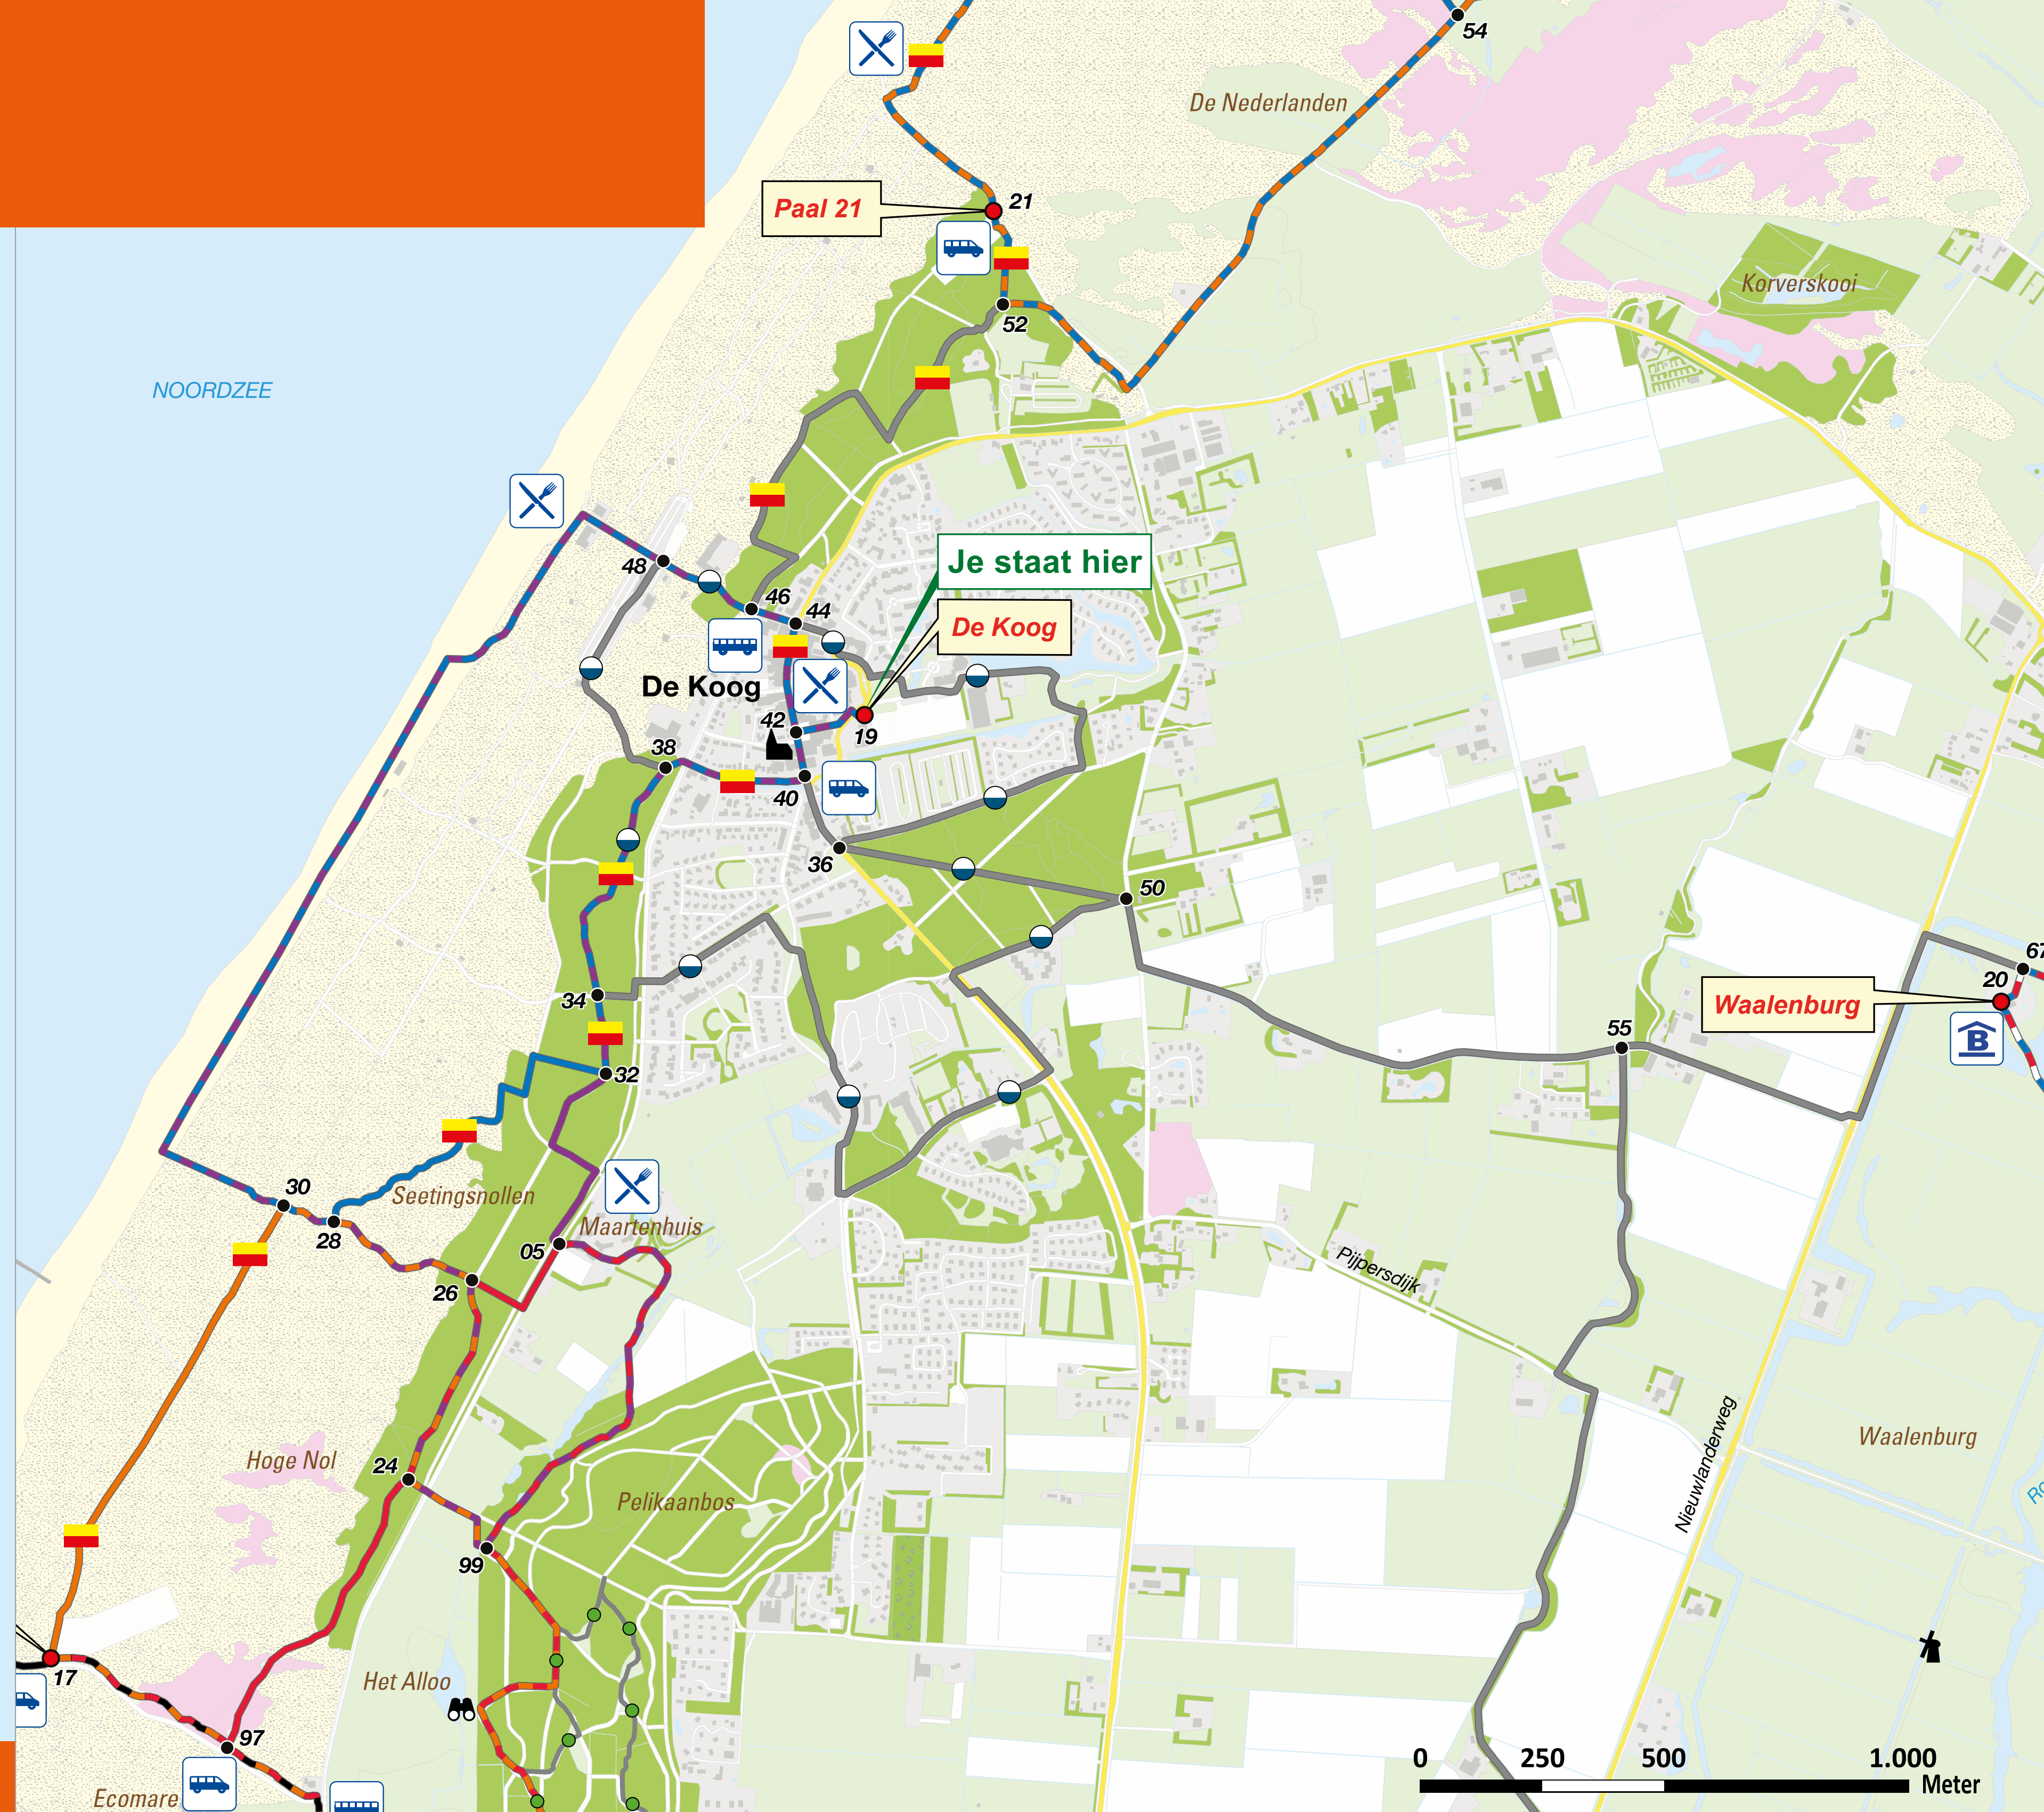 54
De Nederlanden
21
Paal 21
Korverskooi
52
NOORDZEE
Je staat hier
48
46
44
De Koog
De Koog
42
19
38
40
36
50
67
20
34
Waalenburg
55
B
32
30
Seetingsnollen
Maartenhuis
28
05
Pijpersdijk
26
Nieuwlanderweg
Waalenburg
Hoge Nol
24
Pelikaanbos
99
17
Het Alloo
97
0 250 500 1.000
Meter
Ecomare